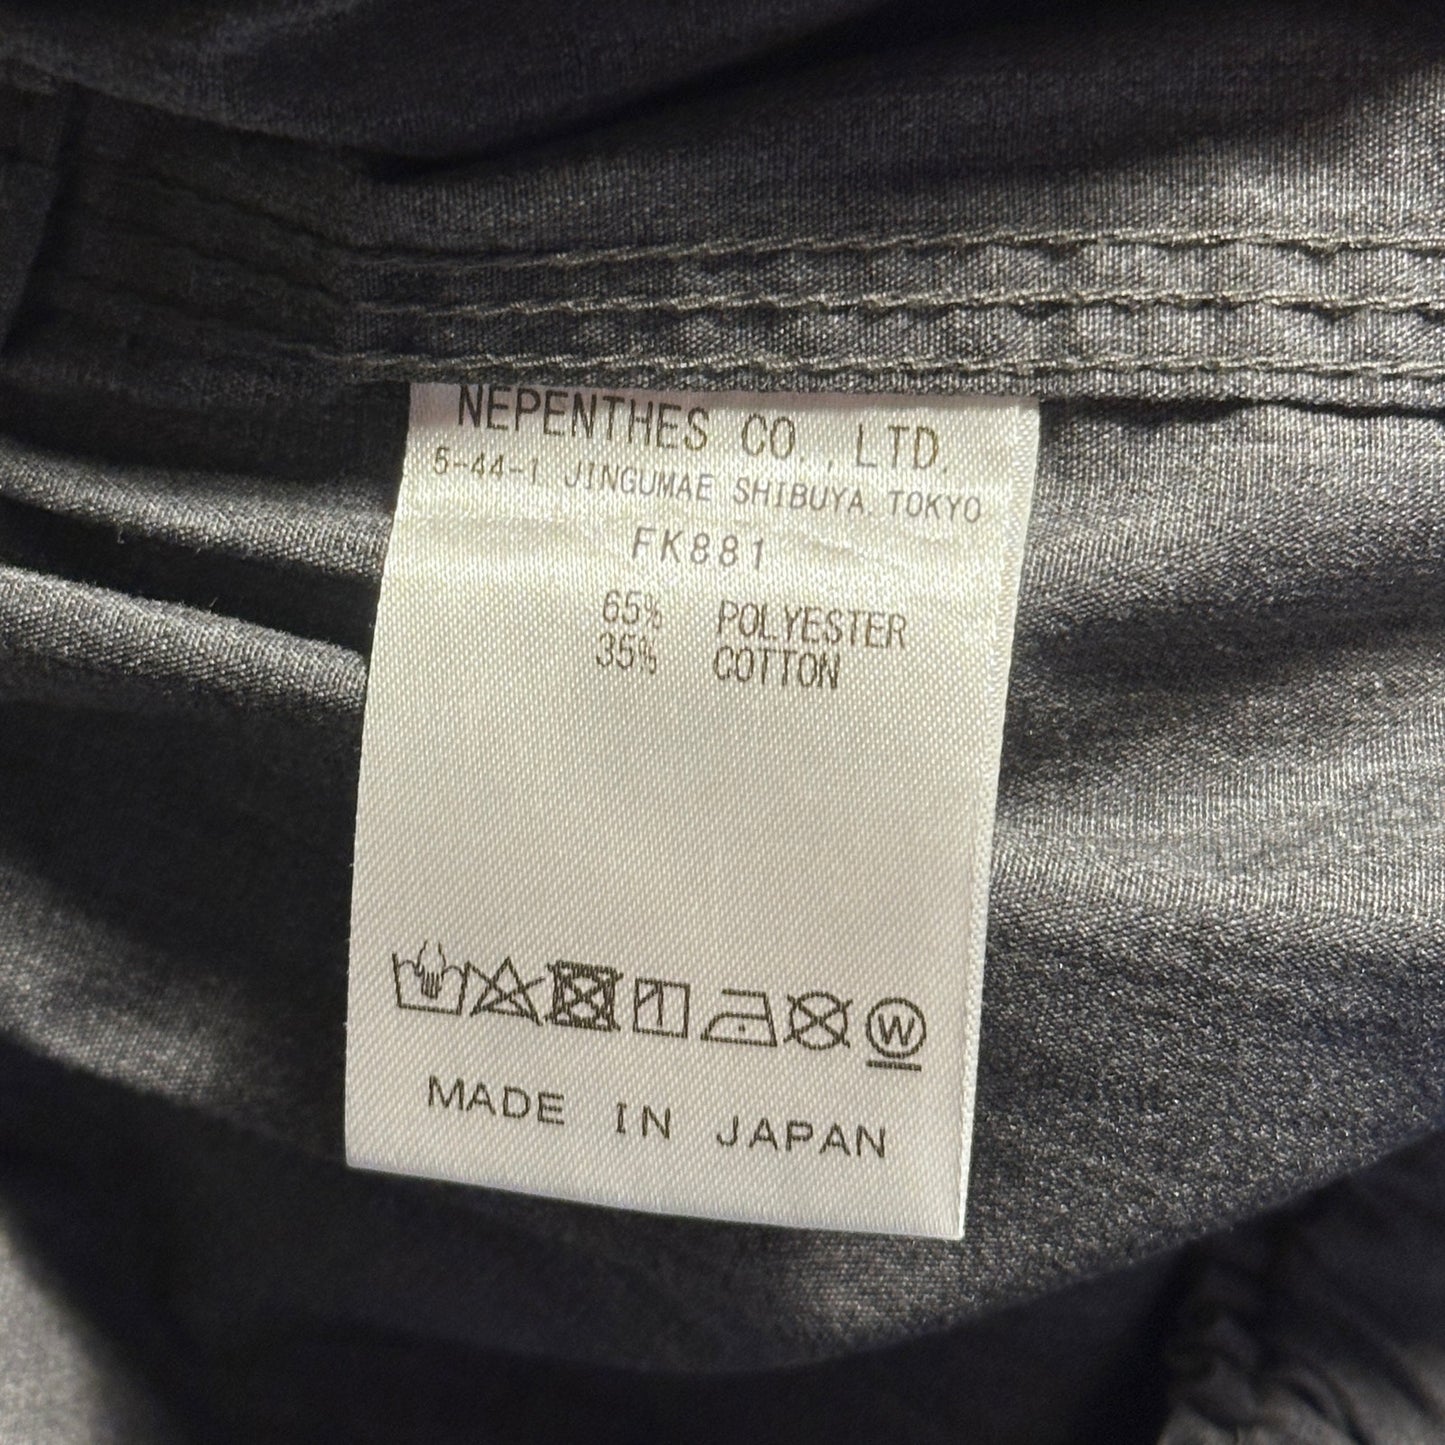 NEPENTHES CO., LTD.
5-44-1 JINGUMAE SHIBUYA, TOKYO
FK881
65% POLYESTER
35% COTTON
W
MADE IN JAPAN